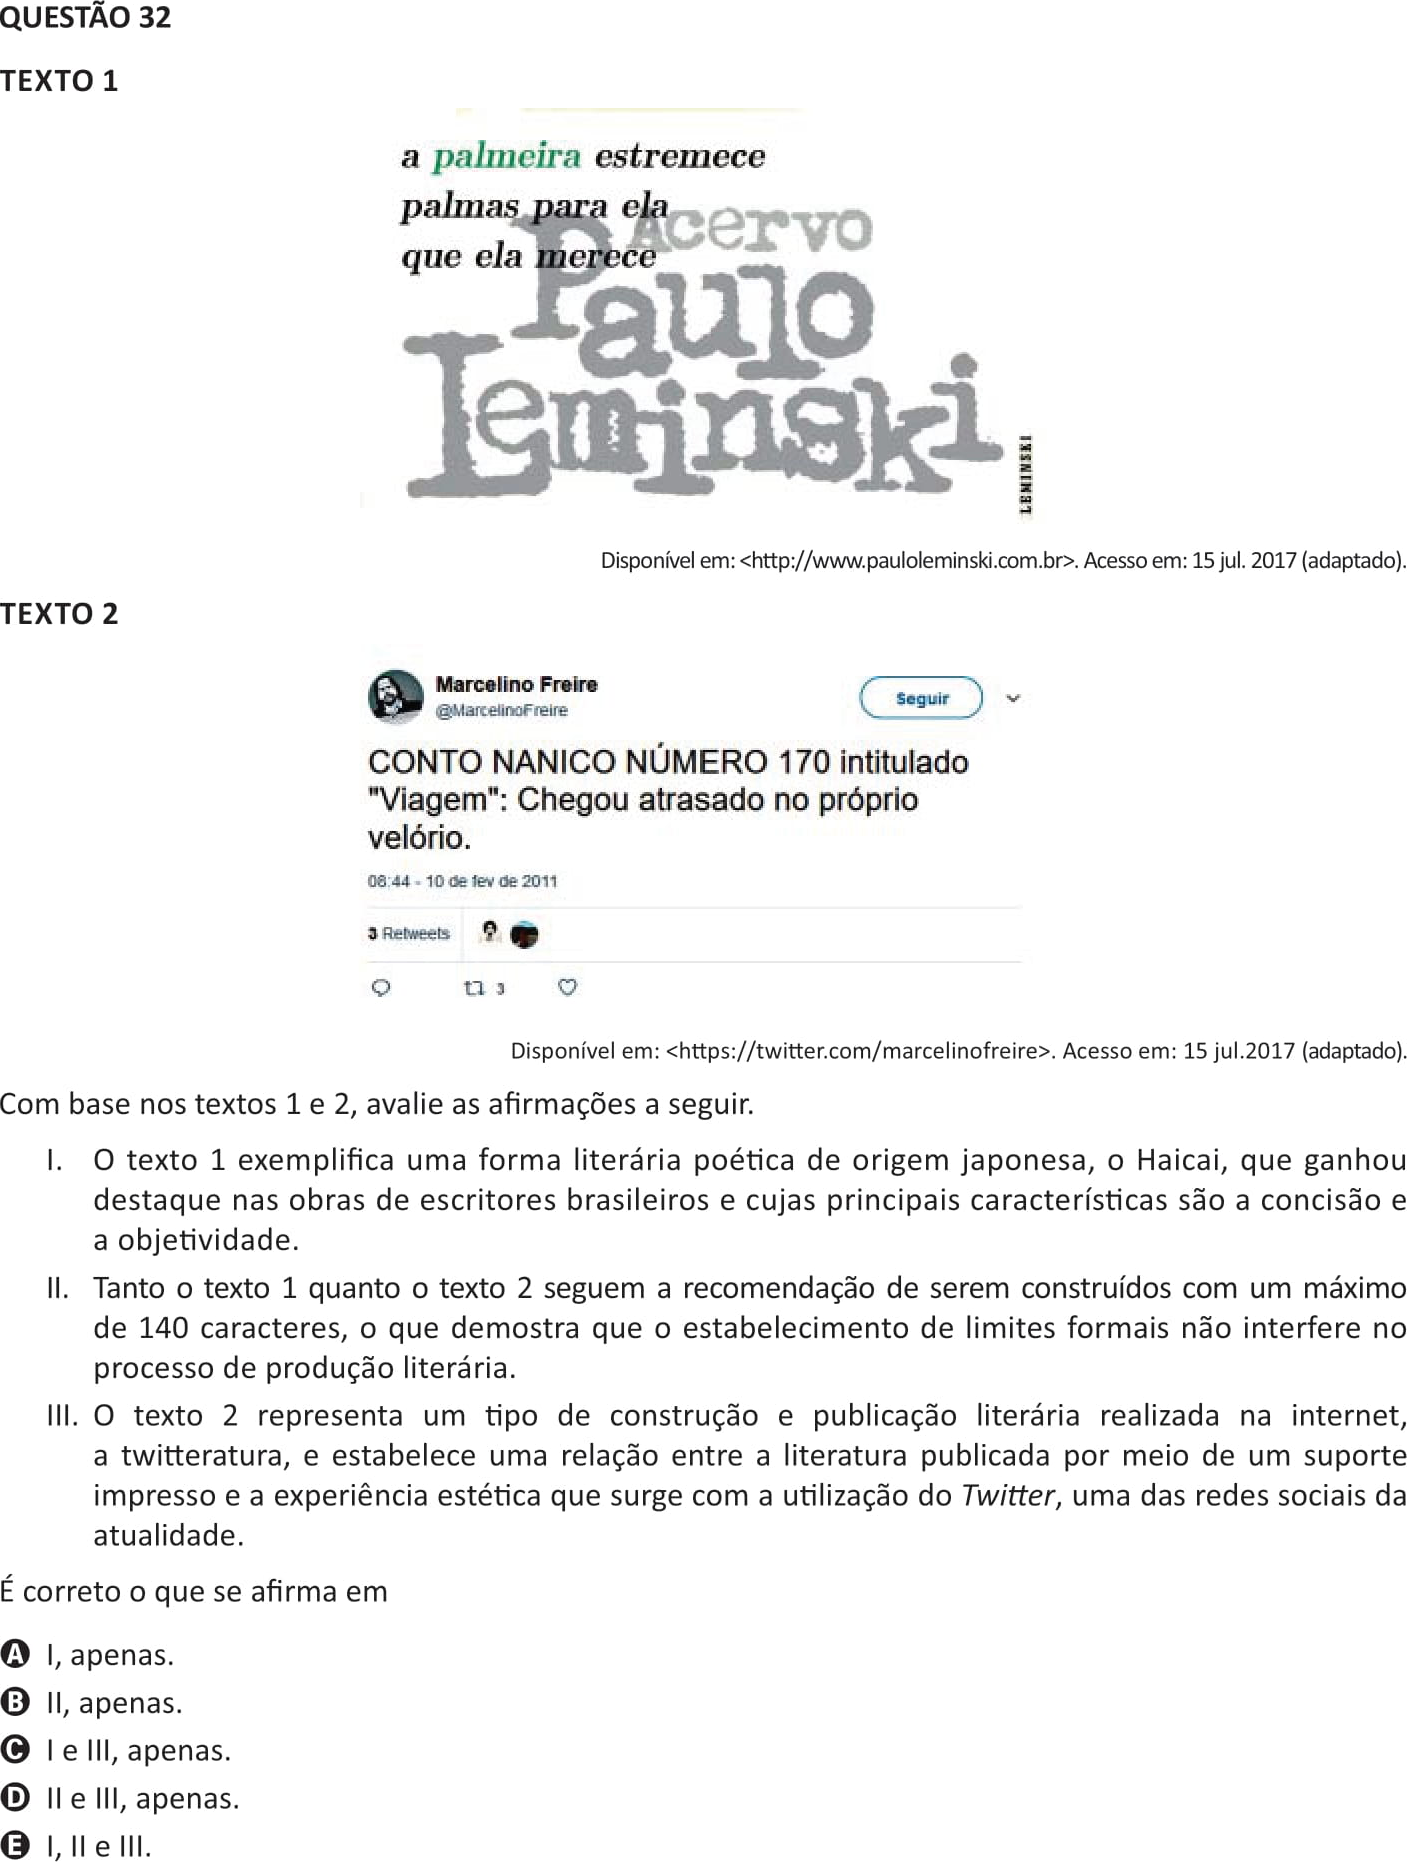 QUESTÃO 32
TEXTO 1
a palmeira estremece
palmas para ela
que ela merece
Acervo
Paulo
Leminski
LEMINSKI
Disponível em: <http://www.pauloleminski.com.br>. Acesso em: 15 jul. 2017 (adaptado).
TEXTO 2
Marcelino Freire
@MarcelinoFreire
Seguir
CONTO NANICO NÚMERO 170 intitulado
"Viagem": Chegou atrasado no próprio
velório.
08:44 - 10 de fev de 2011
3 Retweets
3
Disponível em: <https://twitter.com/marcelinofreire>. Acesso em: 15 jul.2017 (adaptado).
Com base nos textos 1 e 2, avalie as afirmações a seguir.
I. O texto 1 exemplifica uma forma literária poética de origem japonesa, o Haicai, que ganhou
destaque nas obras de escritores brasileiros e cujas principais características são a concisão e
a objetividade.
II. Tanto o texto 1 quanto o texto 2 seguem a recomendação de serem construídos com um máximo
de 140 caracteres, o que demostra que o estabelecimento de limites formais não interfere no
processo de produção literária.
III. O texto 2 representa um tipo de construção e publicação literária realizada na internet,
a twitteratura, e estabelece uma relação entre a literatura publicada por meio de um suporte
impresso e a experiência estética que surge com a utilização do Twitter, uma das redes sociais da
atualidade.
É correto o que se afirma em
A I, apenas.
B II, apenas.
C I e III, apenas.
D II e III, apenas.
E I, II e III.